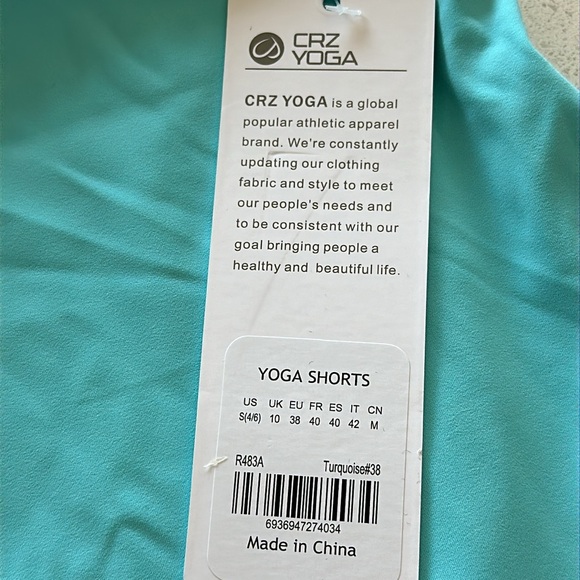 CRZ
YOGA
CRZ YOGA is a global
popular athletic apparel
brand. We're constantly
updating our clothing
fabric and style to meet
our people's needs and
to be consistent with our
goal bringing people a
healthy and beautiful life.
YOGA SHORTS
US UK EU FR ES IT CN
S(4/6) 10 38 40 40 42 M
R483A Turquoise#38
6936947274034
Made in China